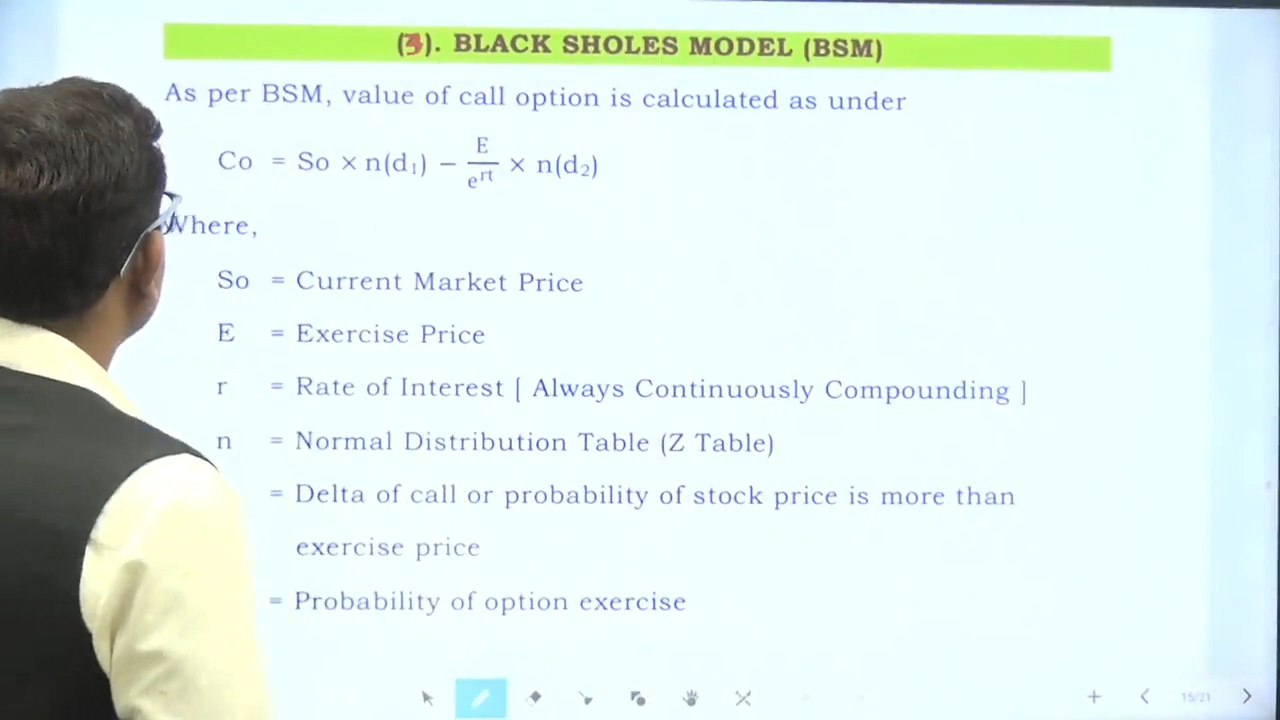 (3). BLACK SHOLES MODEL (BSM)
As per BSM, value of call option is calculated as under
Co = So × n(d₁) − E/e^rt × n(d₂)
Where,
So = Current Market Price
E = Exercise Price
r = Rate of Interest [ Always Continuously Compounding ]
n = Normal Distribution Table (Z Table)
= Delta of call or probability of stock price is more than
exercise price
= Probability of option exercise
15/21